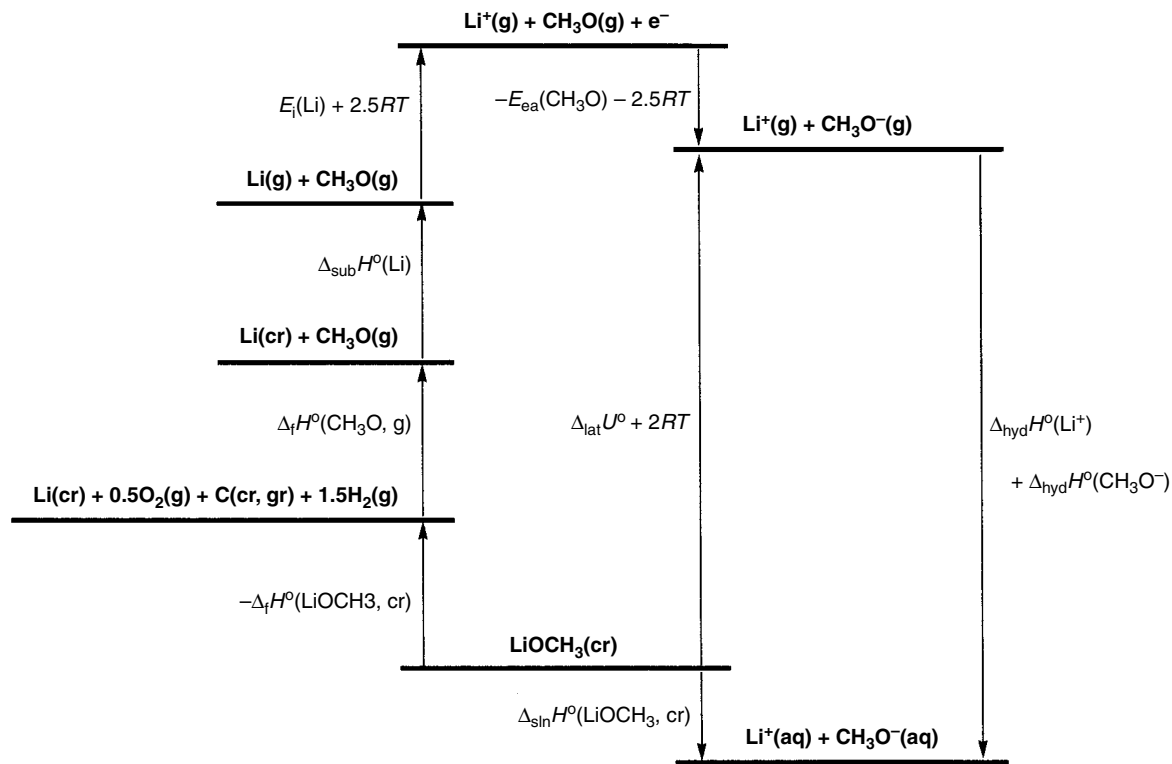 Li⁺(g) + CH₃O(g) + e⁻
Eᵢ(Li) + 2.5RT
–Eₑₐ(CH₃O) – 2.5RT
Li⁺(g) + CH₃O⁻(g)
Li(g) + CH₃O(g)
Δ_sub H°(Li)
Li(cr) + CH₃O(g)
Δ_f H°(CH₃O, g)
Δ_lat U° + 2RT
Δ_hyd H°(Li⁺)
+ Δ_hyd H°(CH₃O⁻)
Li(cr) + 0.5O₂(g) + C(cr, gr) + 1.5H₂(g)
–Δ_f H°(LiOCH3, cr)
LiOCH₃(cr)
Δ_sln H°(LiOCH₃, cr)
Li⁺(aq) + CH₃O⁻(aq)